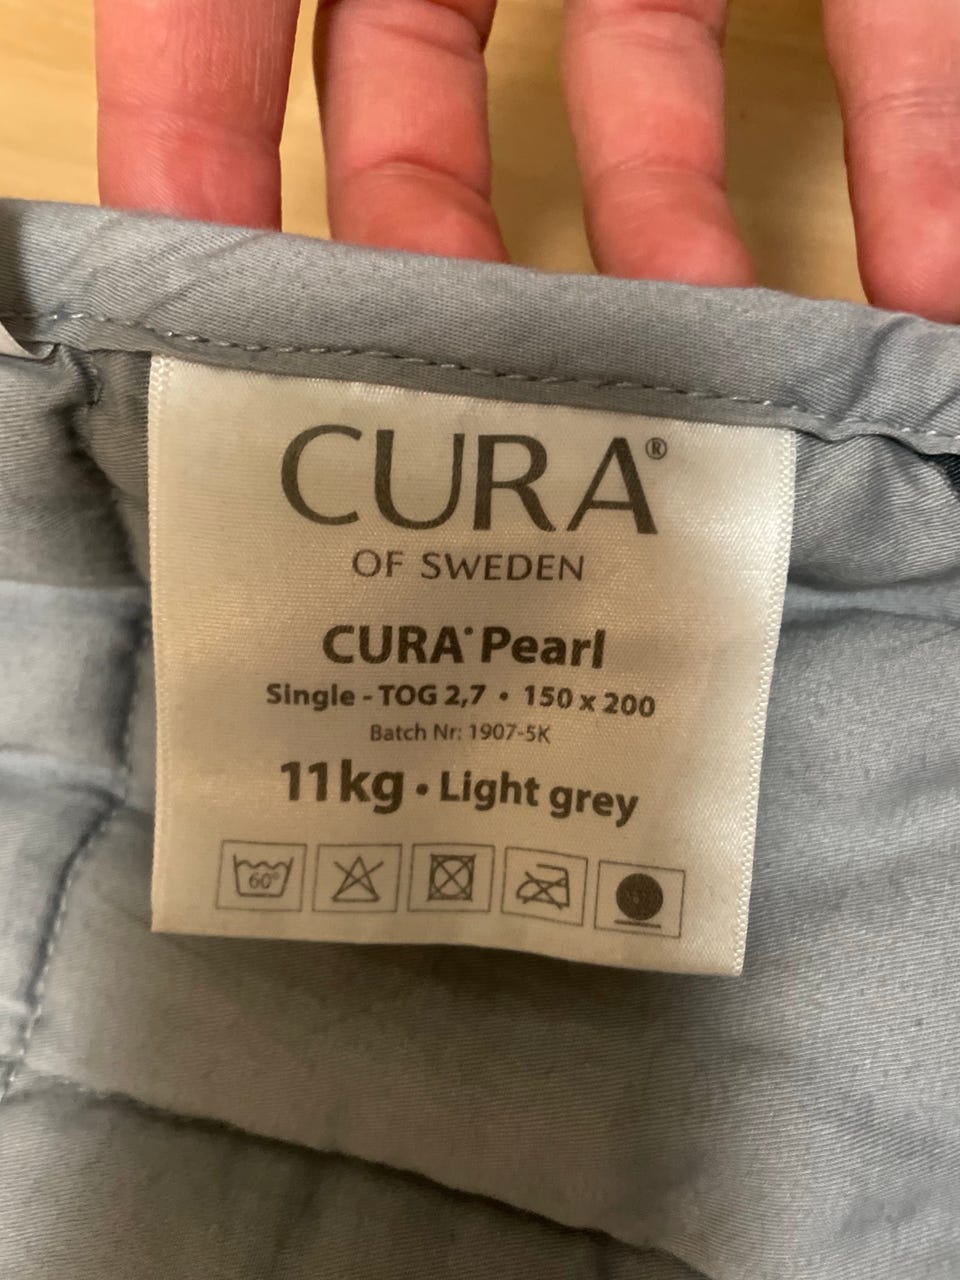 CURA®
OF SWEDEN
CURA® Pearl
Single - TOG 2,7 • 150 x 200
Batch Nr: 1907-5K
11kg • Light grey
60°